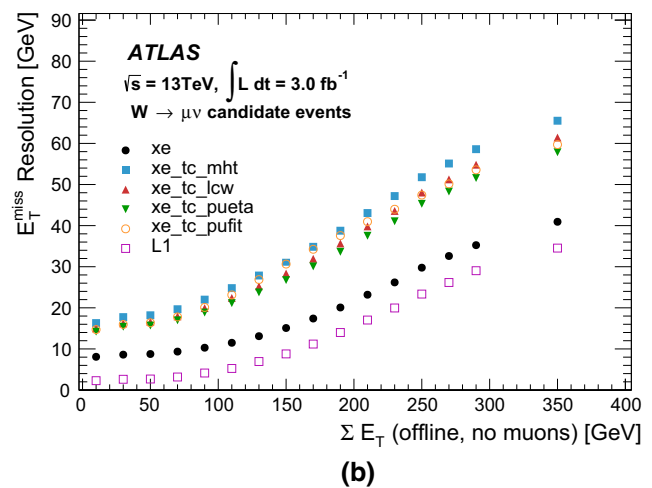 E_T^miss Resolution [GeV]
90
80
70
60
50
40
30
20
10
0
ATLAS
√s = 13TeV, ∫L dt = 3.0 fb⁻¹
W → μν candidate events
xe
xe_tc_mht
xe_tc_lcw
xe_tc_pueta
xe_tc_pufit
L1
0 50 100 150 200 250 300 350 400
Σ E_T (offline, no muons) [GeV]
(b)